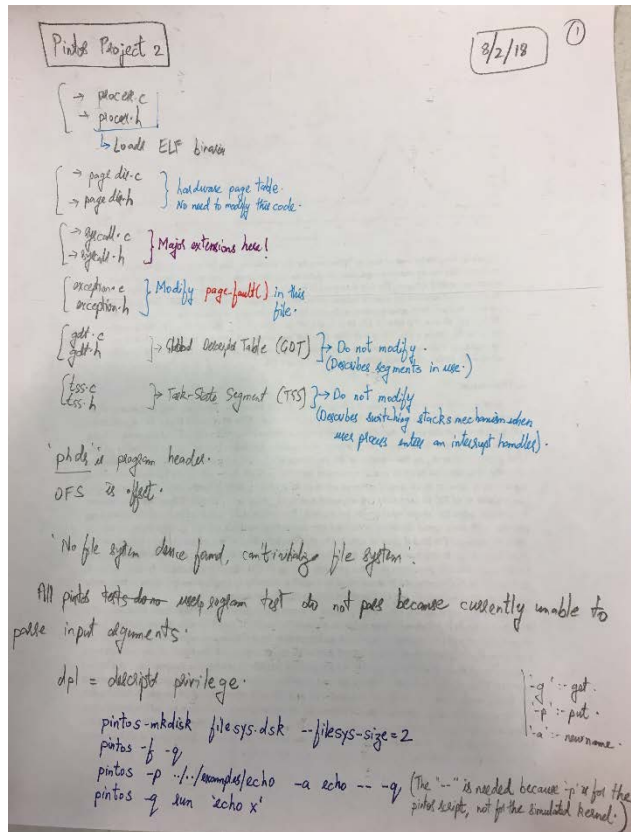 Pintos Project 2
8/2/18
1
→ process.c
→ process.h
↳ Loads ELF binaries
→ pagedir.c
→ pagedir.h
hardware page table.
No need to modify this code.
→ syscall.c
→ syscall.h
Major extensions here!
exception.c
exception.h
Modify page-fault() in this
file.
gdt.c
gdt.h
→ Global Descriptor Table (GDT)
→ Do not modify.
(Describes segments in use.)
tss.c
tss.h
→ Task-State Segment (TSS)
→ Do not modify
(Describes switching stacks mechanism when
user process enters an interrupt handler).
'phdr' is program header.
OFS is offset.
'No file system device found, can't initialize file system'.
All pintos tests do no userprogram test do not pass because currently unable to
parse input arguments.
dpl = descriptor privilege.
'-g' :- get.
'-p' :- put.
'-a' :- newname.
pintos-mkdisk filesys.dsk --filesys-size=2
pintos -f -q
pintos -p ../../examples/echo -a echo -- -q
(The "--" is needed because '-p' is for the
pintos script, not for the simulated kernel.)
pintos -q run 'echo x'